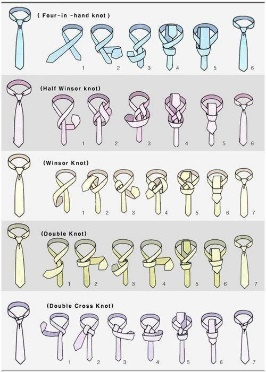 ( Four-in -hand knot )
1 2 3 4 5 6
(Half Winsor knot)
1 2 3 4 5 6
(Winsor Knot)
1 2 3 4 5 6 7
(Double Knot)
1 2 3 4 5 6 7
(Double Cross Knot)
1 2 3 4 5 6 7